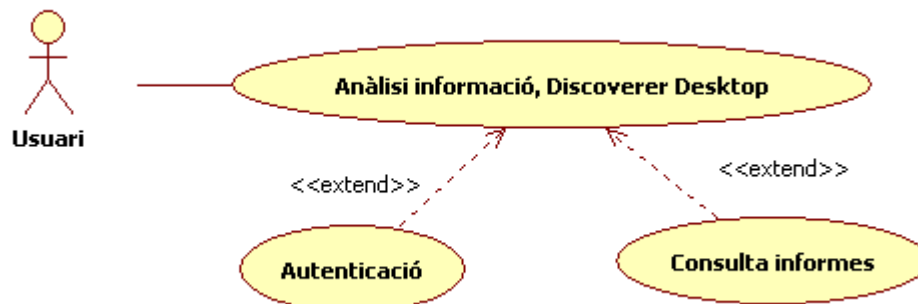 Anàlisi informació, Discoverer Desktop
Usuari
<<extend>>
<<extend>>
Autenticació
Consulta informes